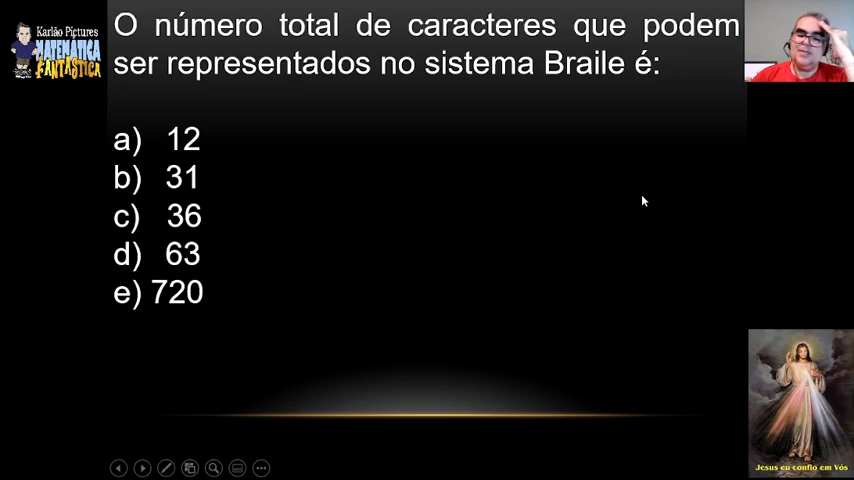 Karlão Pictures
MATEMÁTICA
FANTÁSTICA
O número total de caracteres que podem
ser representados no sistema Braile é:
a) 12
b) 31
c) 36
d) 63
e) 720
Jesus eu confio em Vós